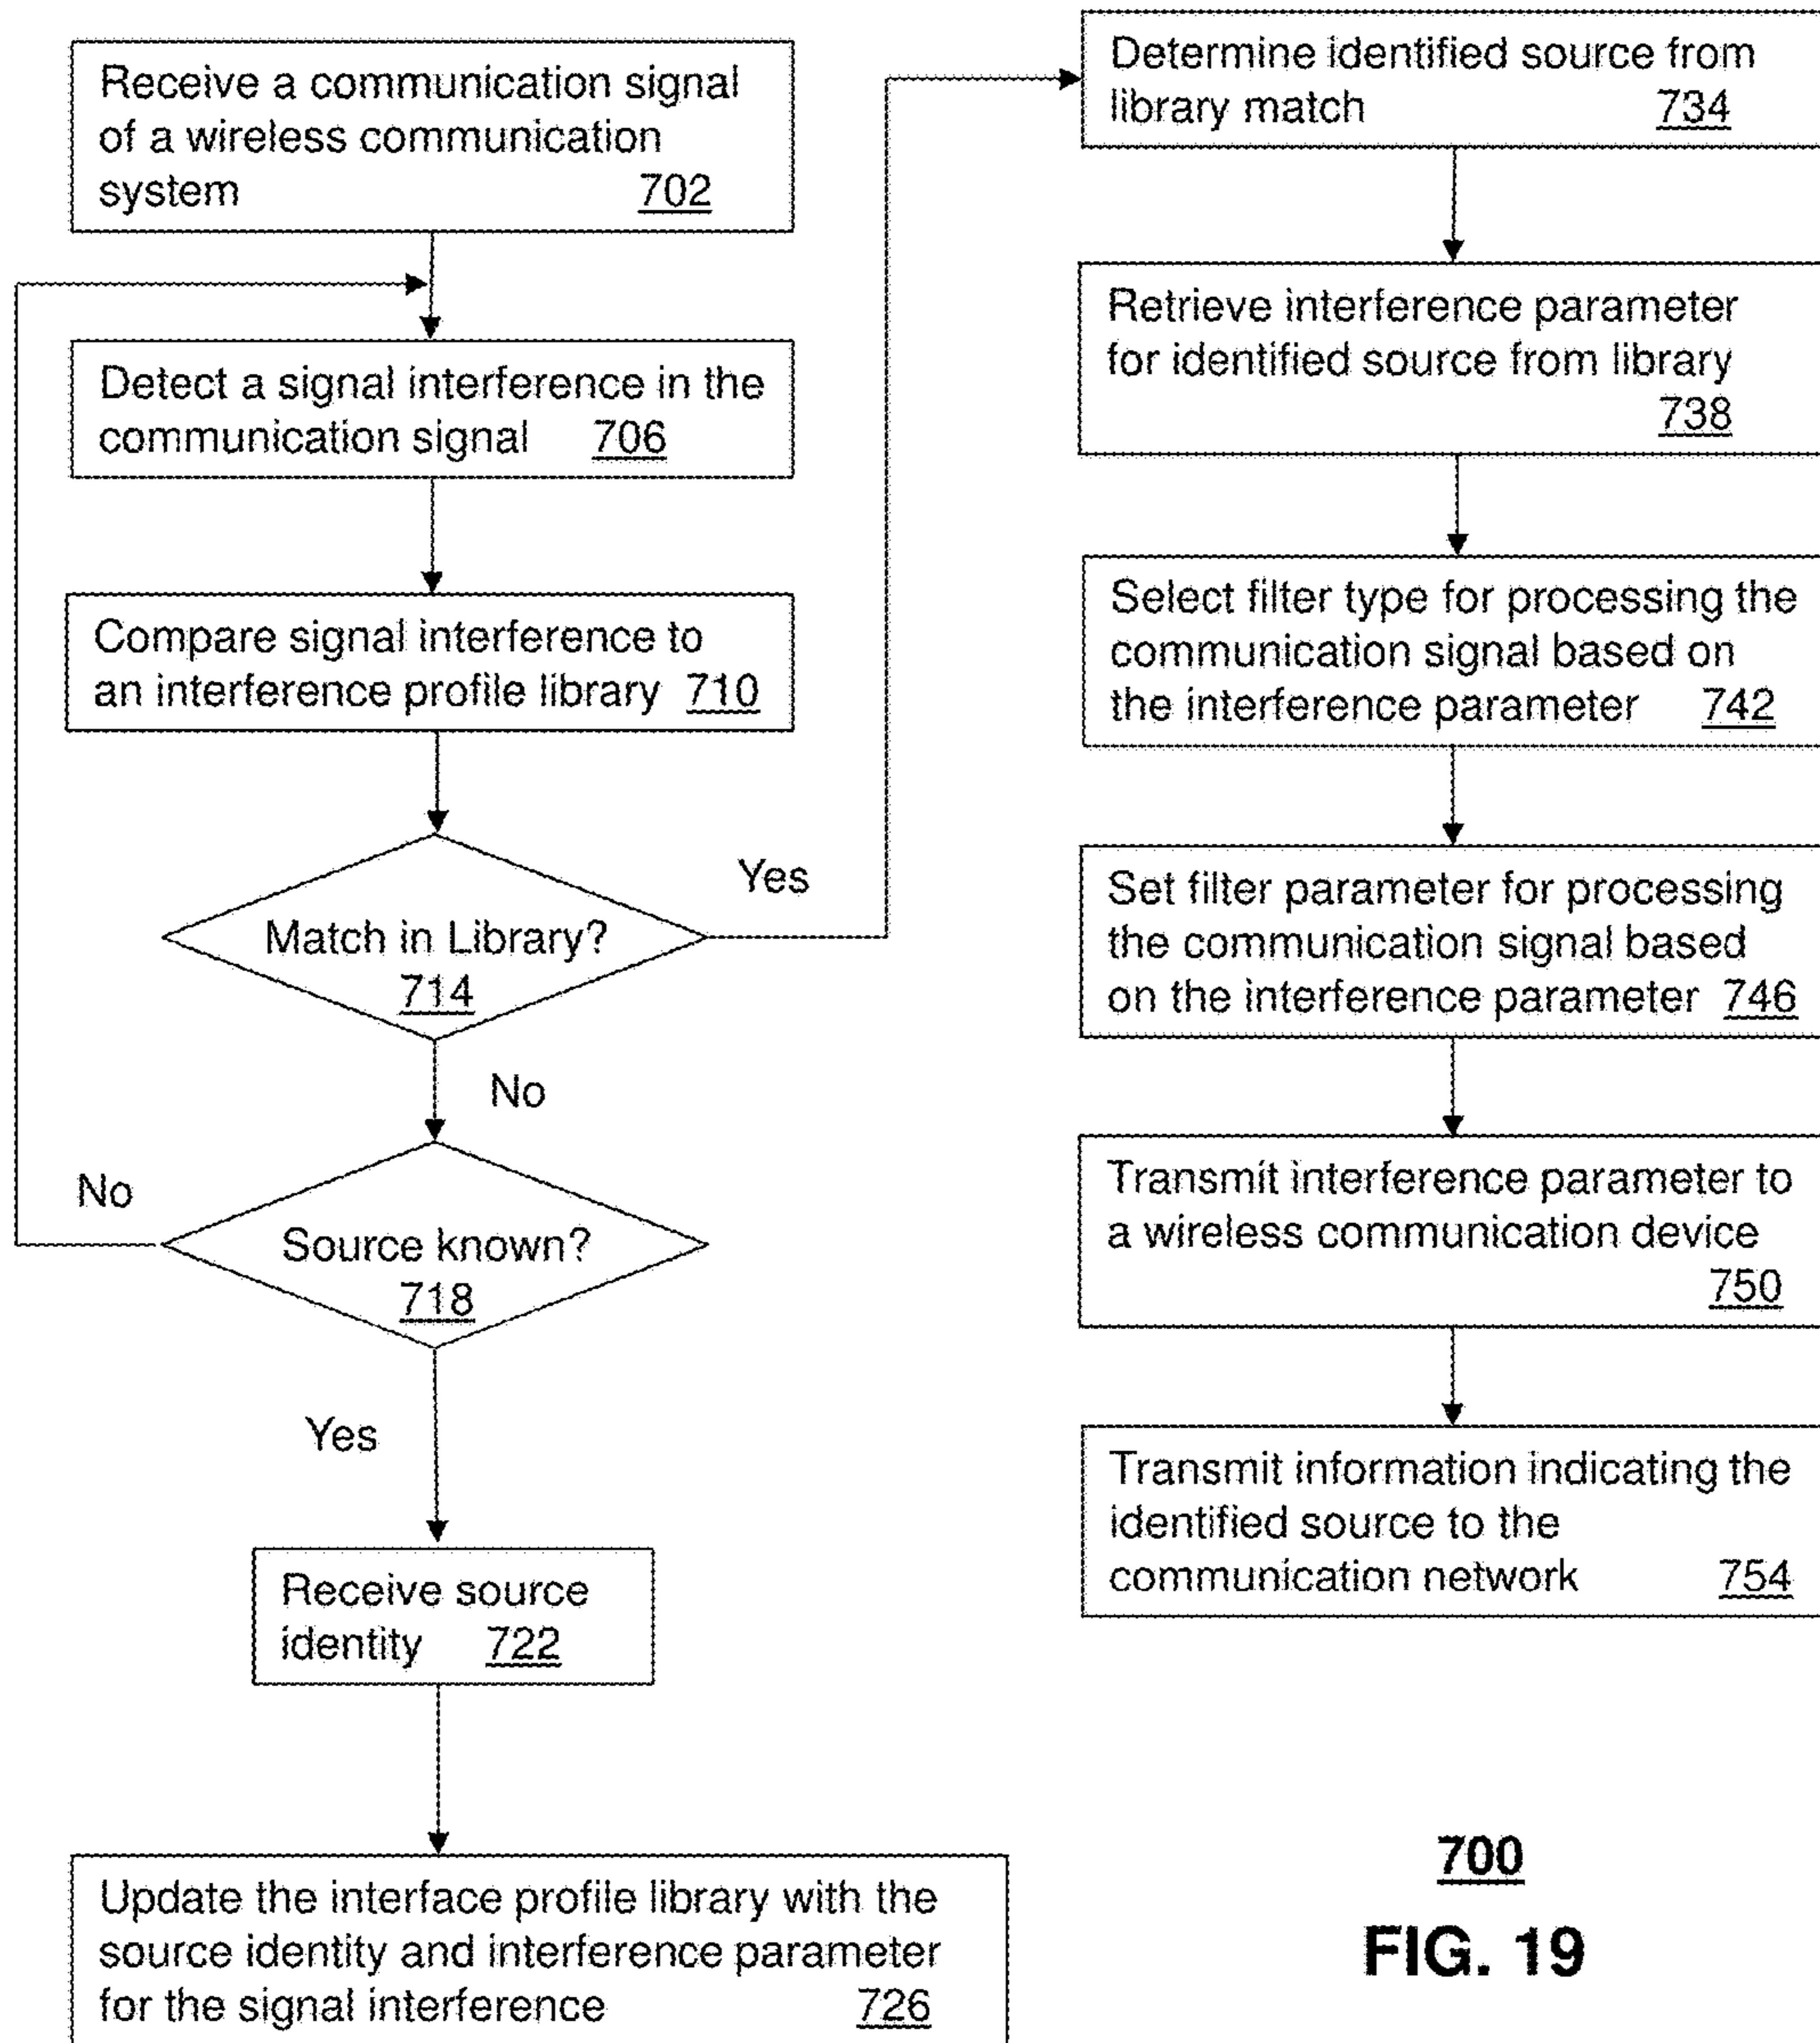 Receive a communication signal
of a wireless communication
system 702
Detect a signal interference in the
communication signal 706
Compare signal interference to
an interference profile library 710
Match in Library?
714
Yes
No
Source known?
718
No
Yes
Receive source
identity 722
Update the interface profile library with the
source identity and interference parameter
for the signal interference 726
Determine identified source from
library match 734
Retrieve interference parameter
for identified source from library
738
Select filter type for processing the
communication signal based on
the interference parameter 742
Set filter parameter for processing
the communication signal based
on the interference parameter 746
Transmit interference parameter to
a wireless communication device
750
Transmit information indicating the
identified source to the
communication network 754
700
FIG. 19